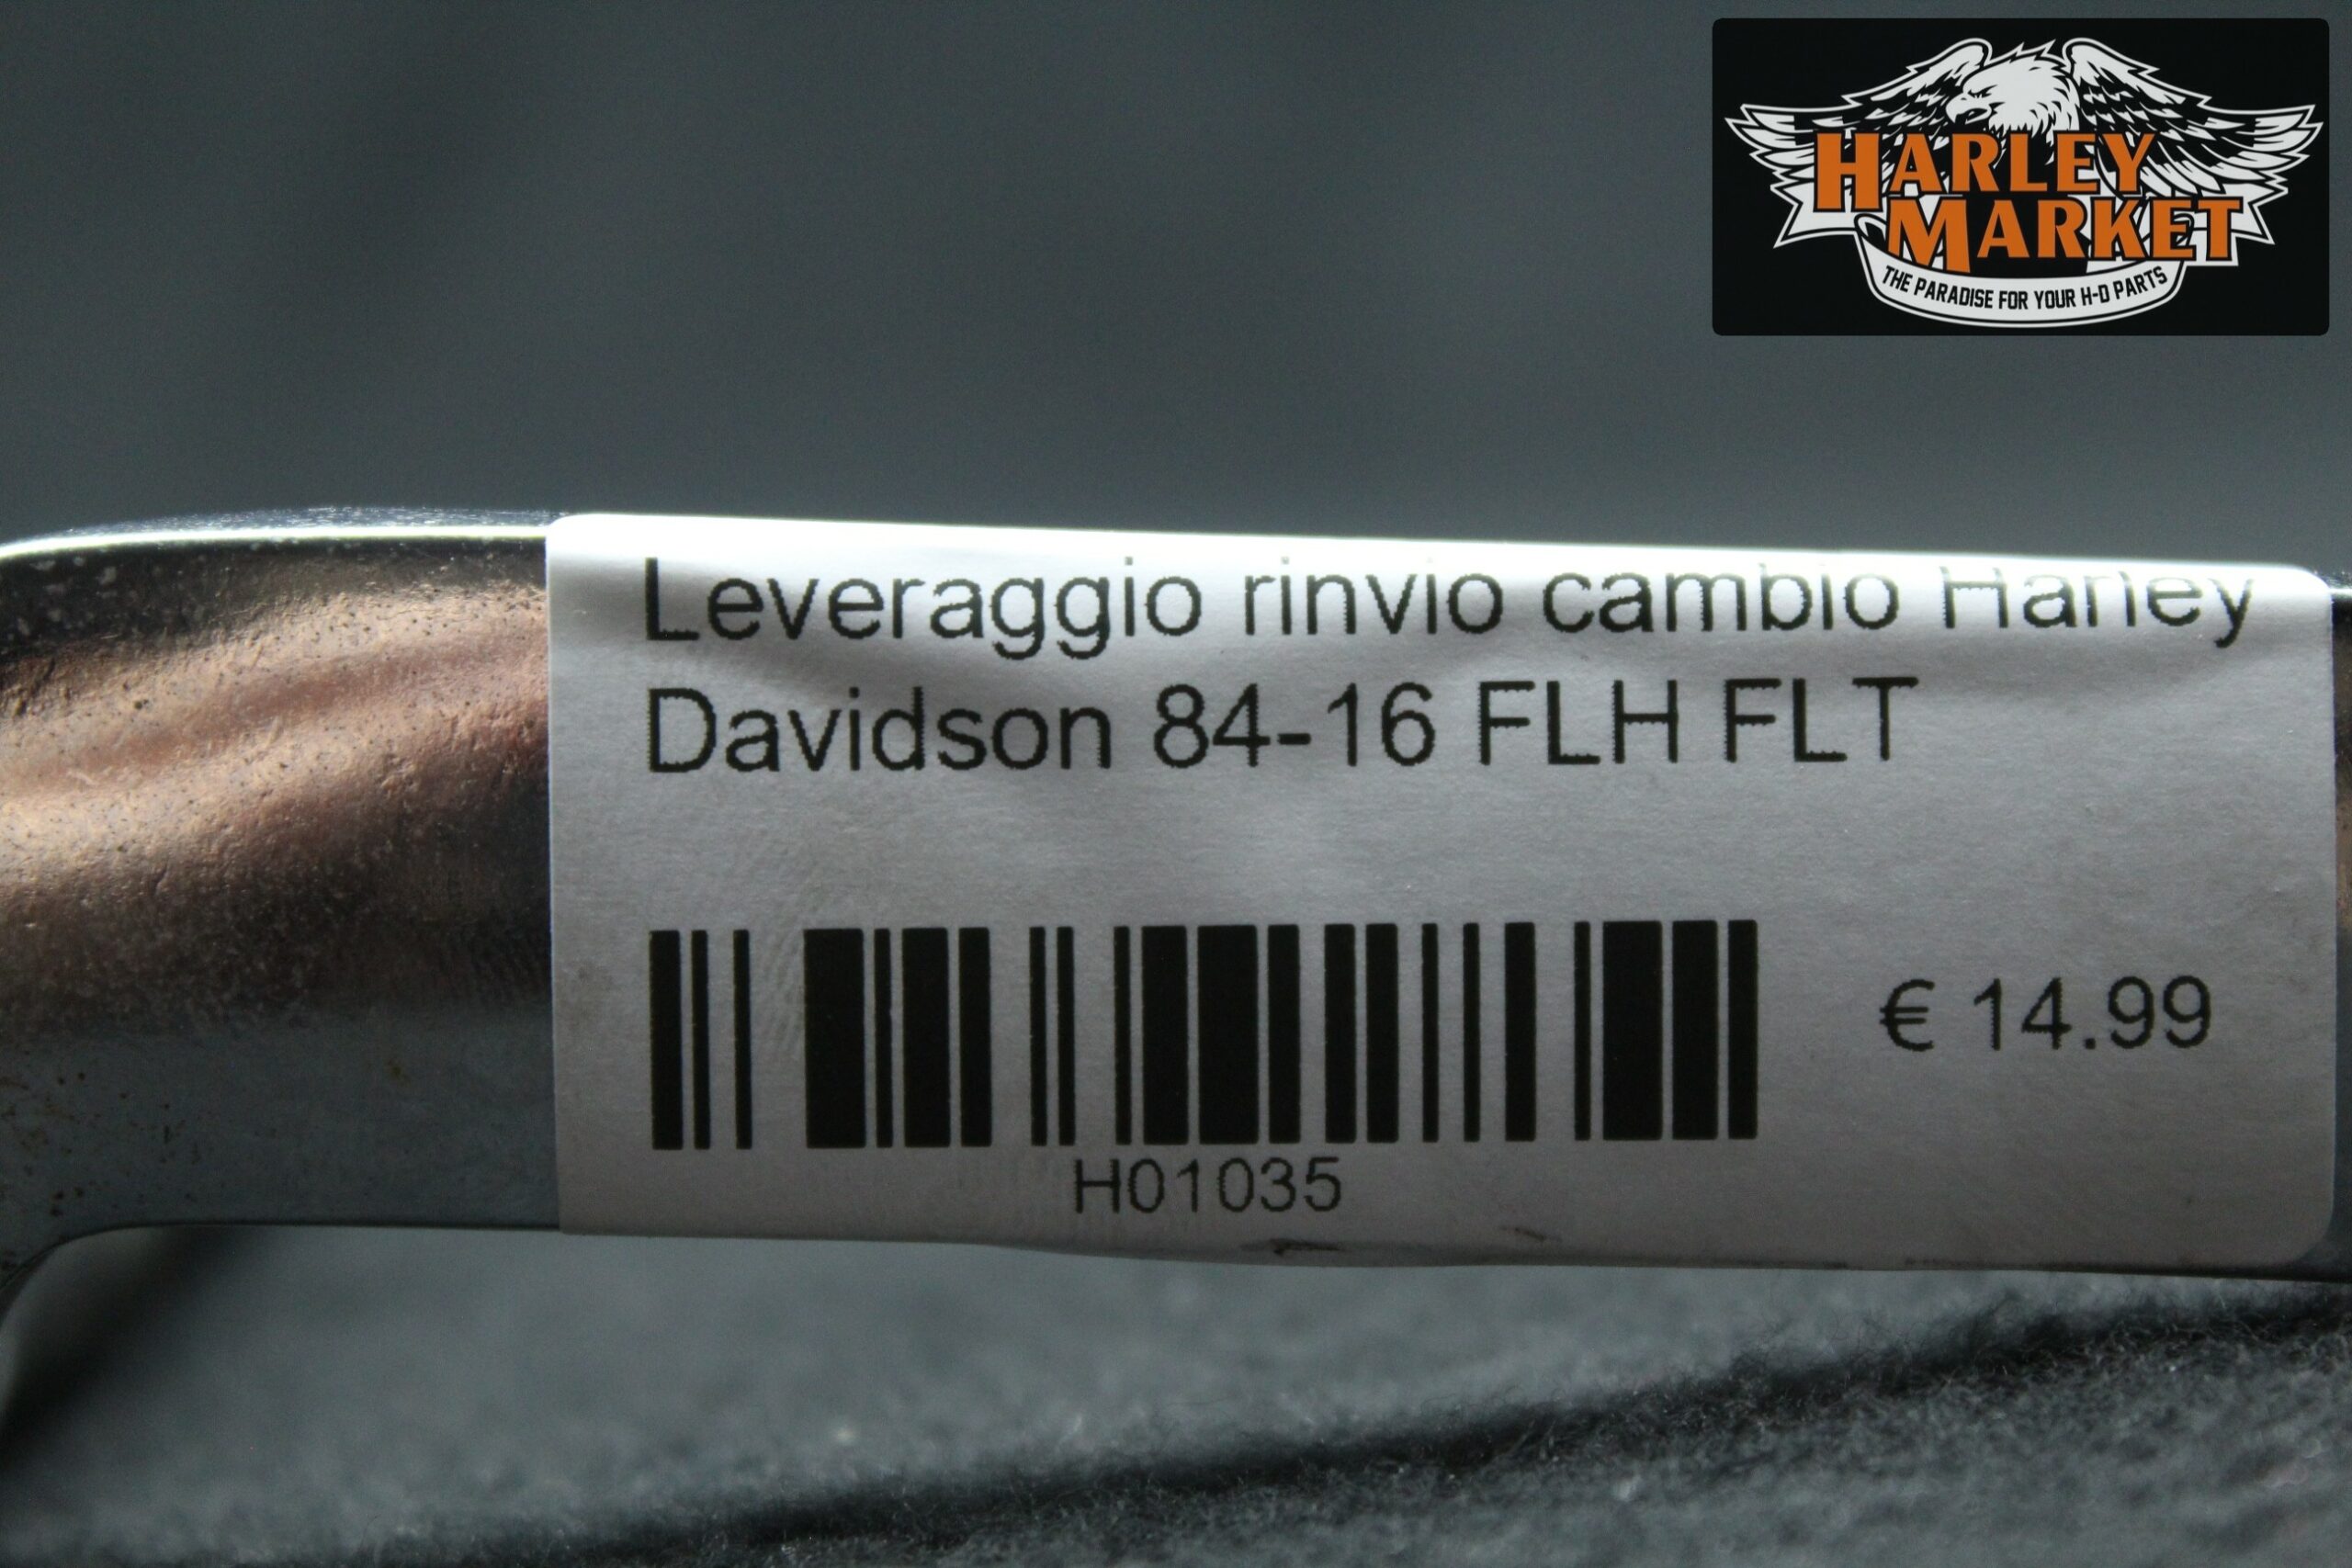 HARLEY
MARKET
THE PARADISE FOR YOUR H-D PARTS
Leveraggio rinvio cambio Harley
Davidson 84-16 FLH FLT
€ 14.99
H01035